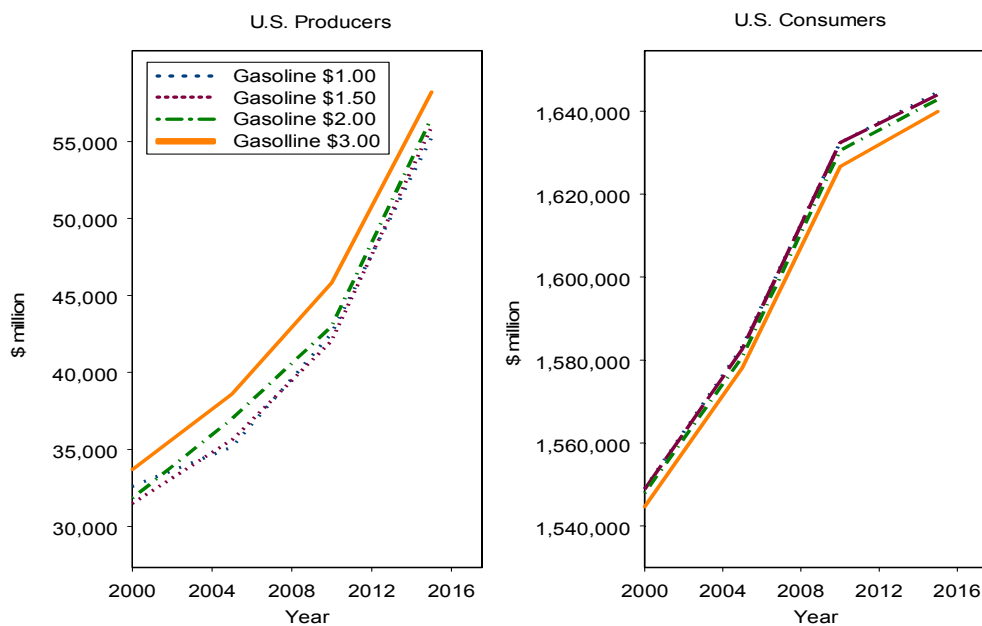 U.S. Producers
Gasoline $1.00
Gasoline $1.50
Gasoline $2.00
Gasolline $3.00
55,000
50,000
45,000
40,000
35,000
30,000
$ million
2000 2004 2008 2012 2016
Year
U.S. Consumers
1,640,000
1,620,000
1,600,000
1,580,000
1,560,000
1,540,000
$ million
2000 2004 2008 2012 2016
Year